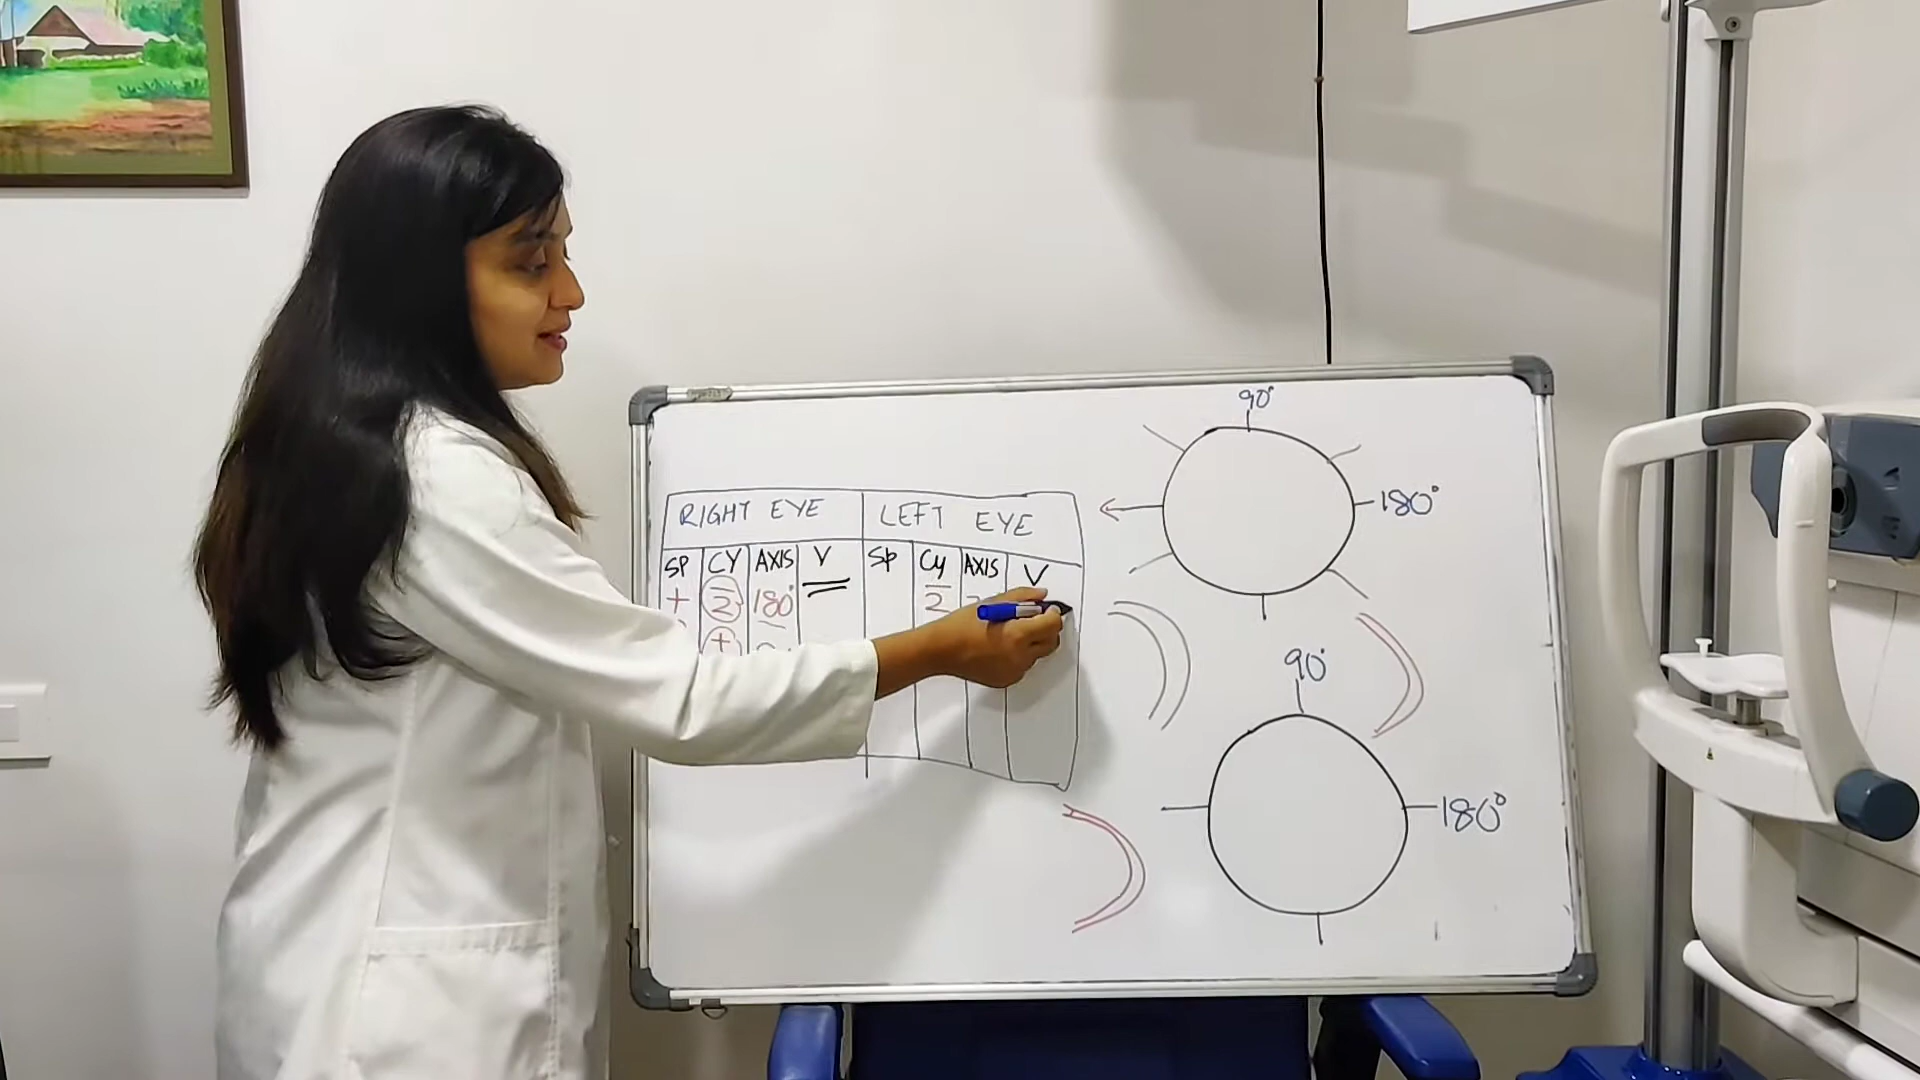 RIGHT EYE LEFT EYE
SP CY AXIS V SP Cy AXIS V
+ -2 180° -2
+
90°
180°
90°
180°